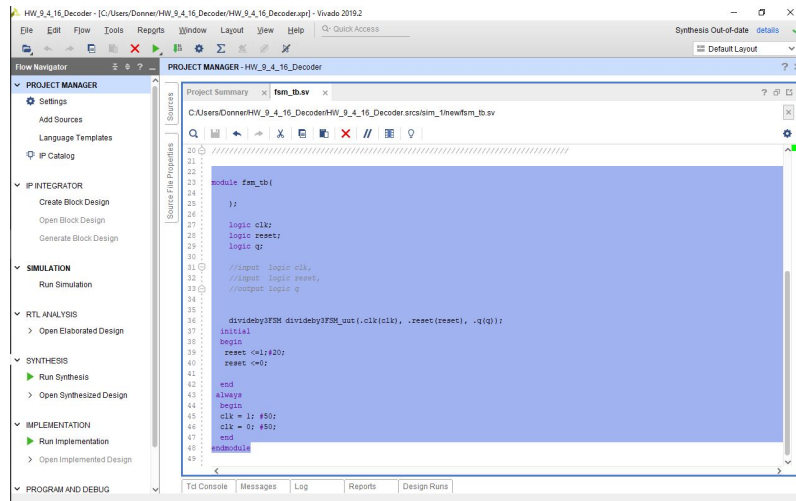 HW_9_4_16_Decoder - [C:/Users/Donner/HW_9_4_16_Decoder/HW_9_4_16_Decoder.xpr] - Vivado 2019.2
File Edit Flow Tools Reports Window Layout View Help Q- Quick Access
Synthesis Out-of-date details
Default Layout
Flow Navigator
PROJECT MANAGER - HW_9_4_16_Decoder
PROJECT MANAGER
Settings
Add Sources
Language Templates
IP Catalog
IP INTEGRATOR
Create Block Design
Open Block Design
Generate Block Design
SIMULATION
Run Simulation
RTL ANALYSIS
Open Elaborated Design
SYNTHESIS
Run Synthesis
Open Synthesized Design
IMPLEMENTATION
Run Implementation
Open Implemented Design
PROGRAM AND DEBUG
Sources
Source File Properties
Project Summary × fsm_tb.sv ×
C:/Users/Donner/HW_9_4_16_Decoder/HW_9_4_16_Decoder.srcs/sim_1/new/fsm_tb.sv
20 //////////////////////////////////////////////////////////////////////////////////
21
22
23 module fsm_tb(
24
25 );
26
27 logic clk;
28 logic reset;
29 logic q;
30
31 //input logic clk,
32 //input logic reset,
33 //output logic q
34
35
36 divideby3FSM divideby3FSM_uut(.clk(clk), .reset(reset), .q(q));
37 initial
38 begin
39 reset <=1;#20;
40 reset <=0;
41
42 end
43 always
44 begin
45 clk = 1; #50;
46 clk = 0; #50;
47 end
48 endmodule
49
Tcl Console Messages Log Reports Design Runs